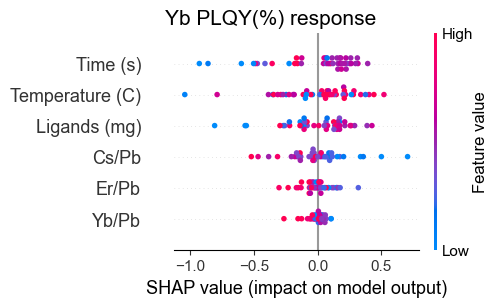 Yb PLQY(%) response
High
Time (s)
Temperature (C)
Ligands (mg)
Cs/Pb
Er/Pb
Yb/Pb
Feature value
Low
−1.0 −0.5 0.0 0.5
SHAP value (impact on model output)